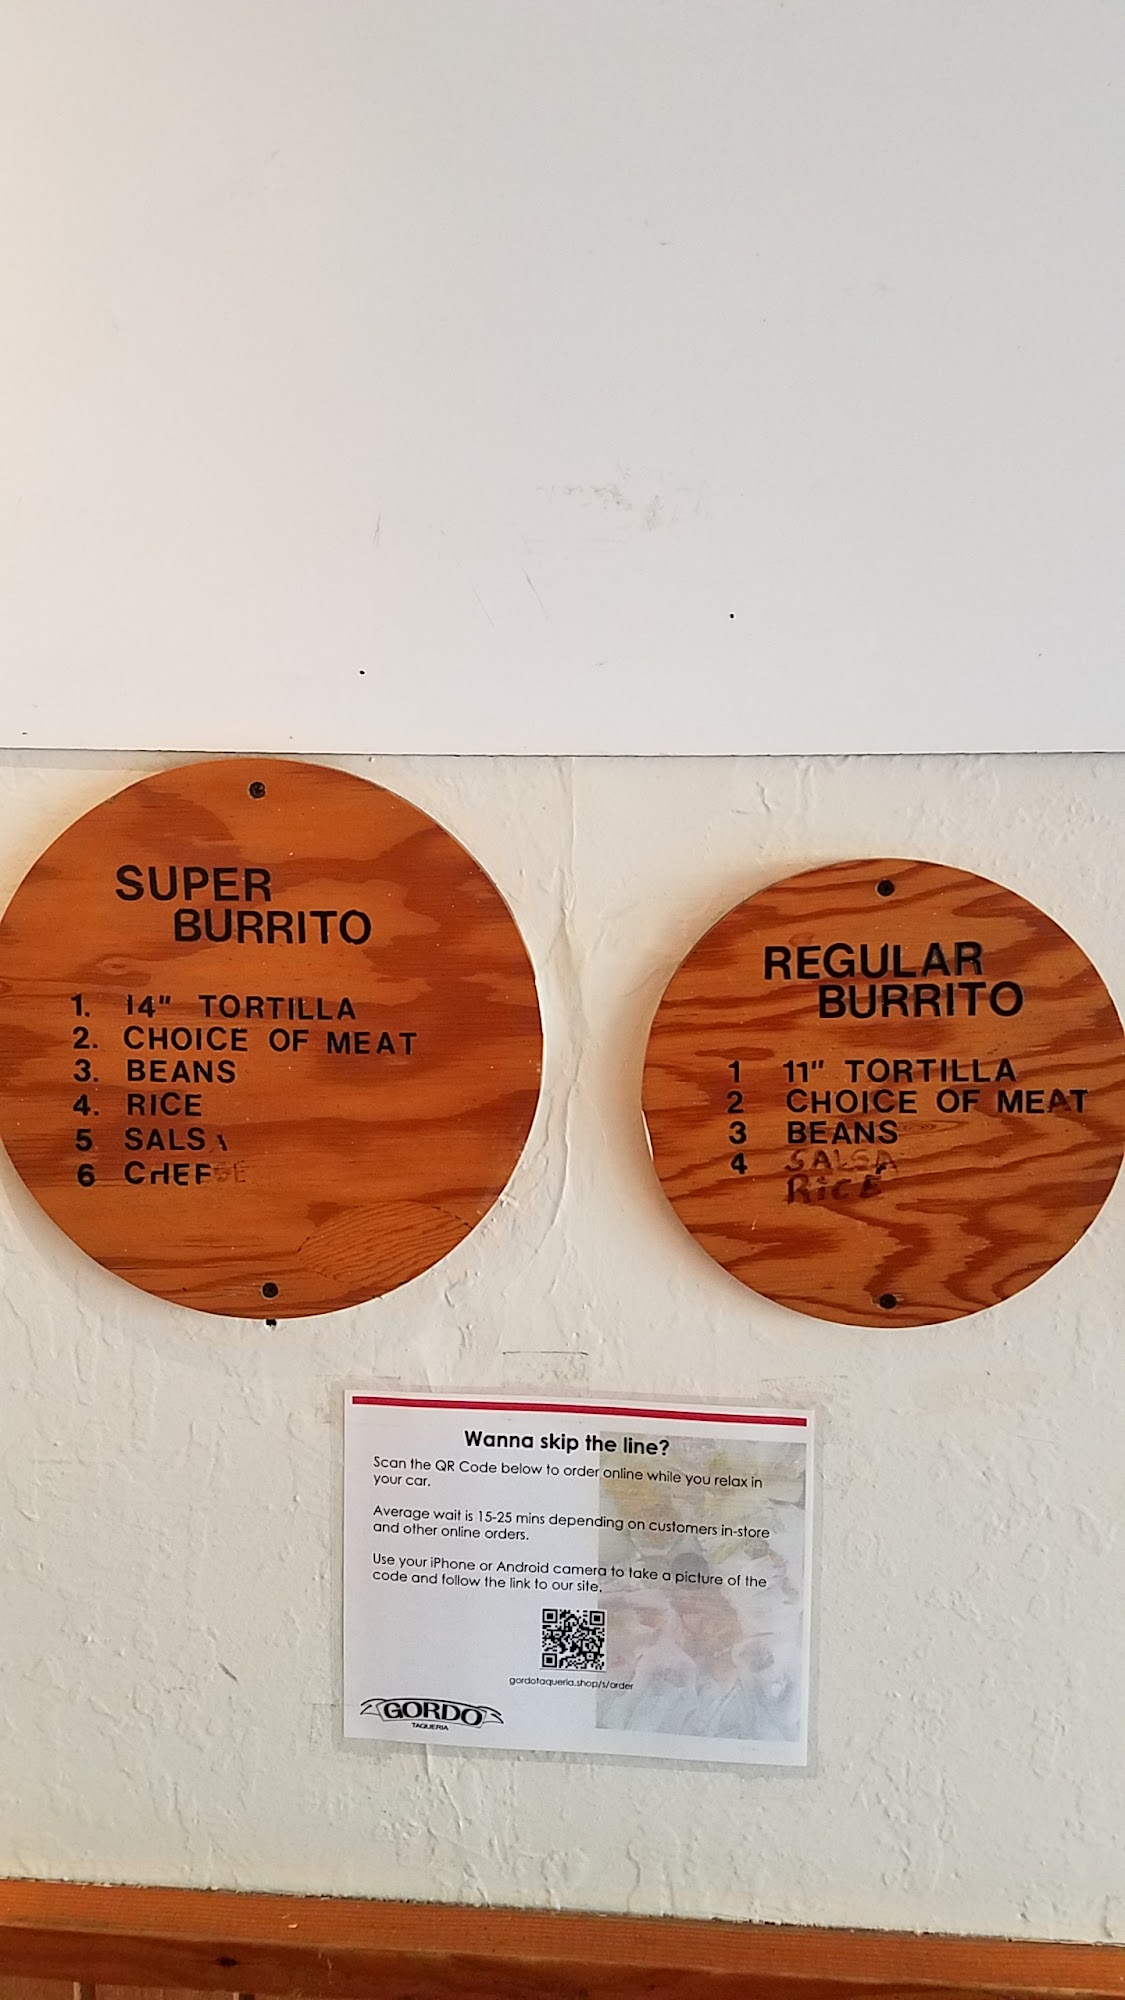 SUPER
BURRITO
1. 14" TORTILLA
2. CHOICE OF MEAT
3. BEANS
4. RICE
5 SALSA
6 CHEESE
REGULAR
BURRITO
1 11" TORTILLA
2 CHOICE OF MEAT
3 BEANS
4 SALSA
RiCE
Wanna skip the line?
Scan the QR Code below to order online while you relax in
your car.
Average wait is 15-25 mins depending on customers in-store
and other online orders.
Use your iPhone or Android camera to take a picture of the
code and follow the link to our site.
gordotaqueria.shop/s/order
GORDO
TAQUERIA